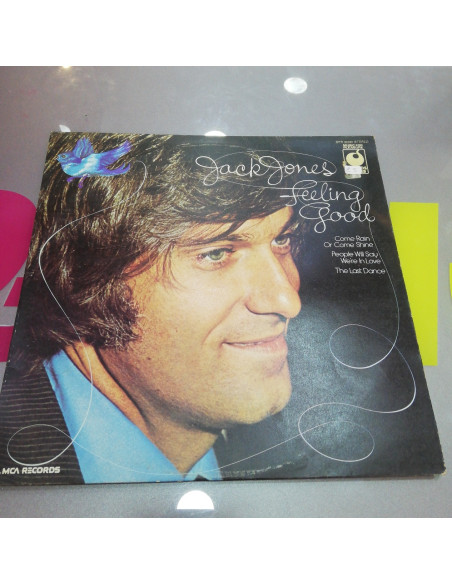 Jack Jones
Feeling
Good
Come Rain
Or Come Shine
People Will Say
We're In Love
The Last Dance
MCA RECORDS